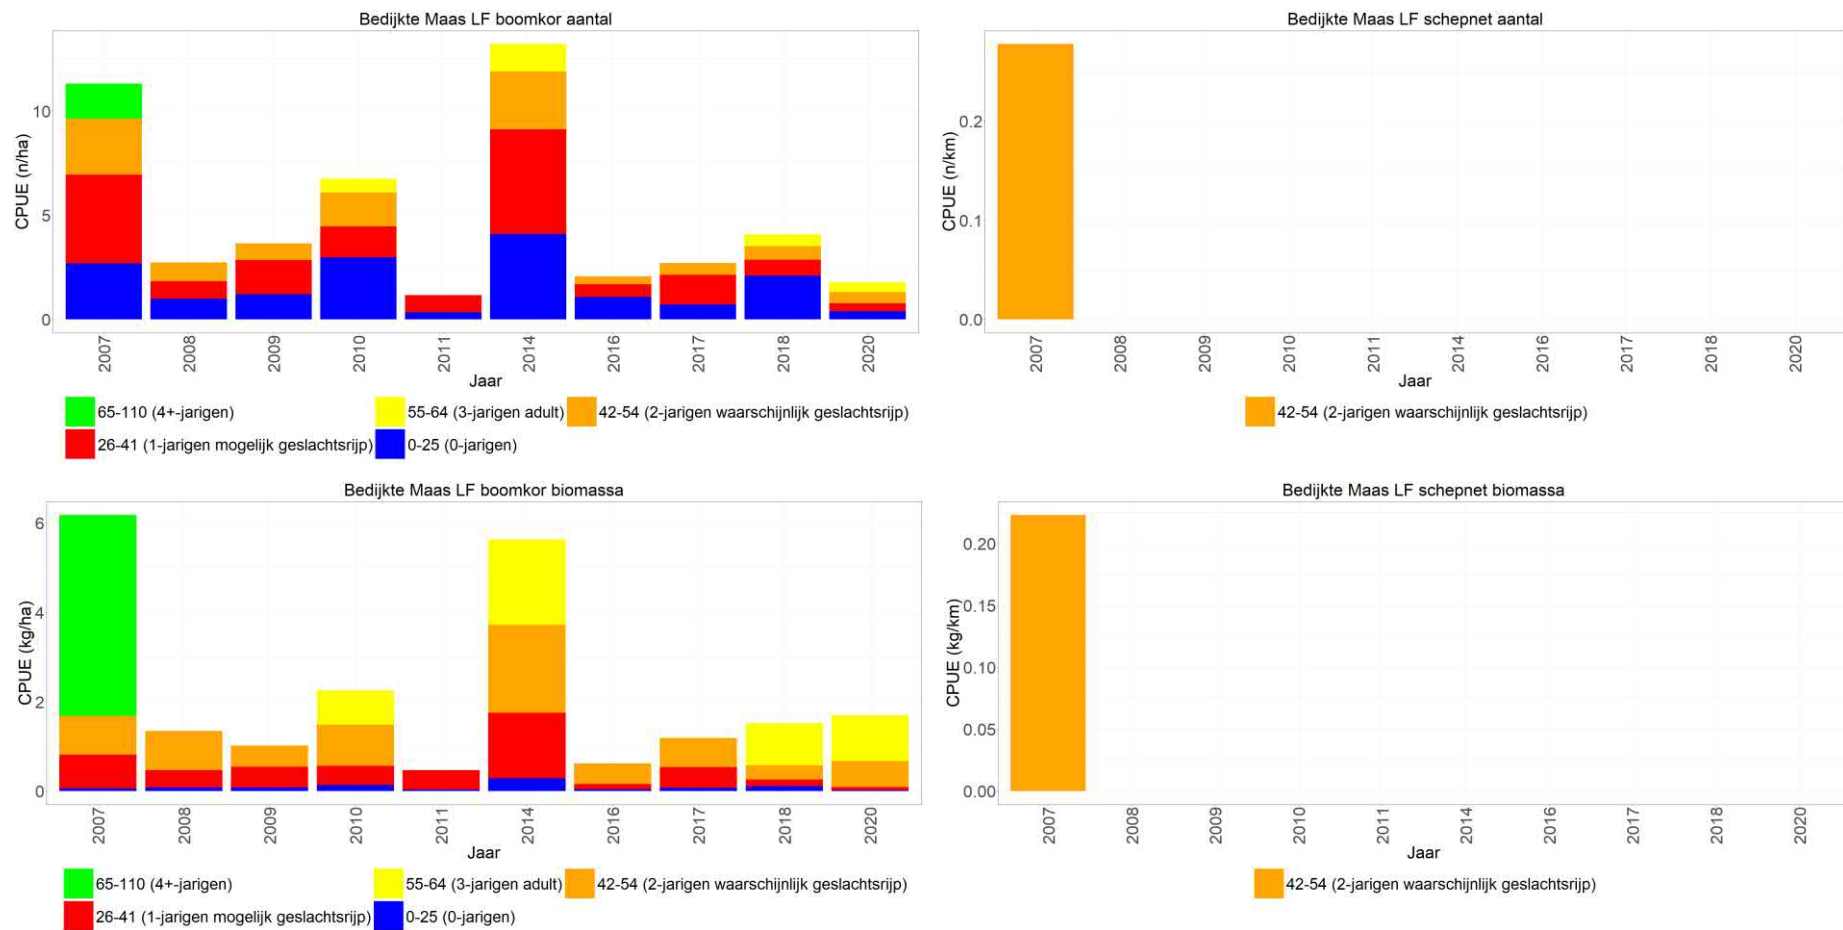 Bedijkte Maas LF boomkor aantal
CPUE (n/ha)
10
5
0
2007 2008 2009 2010 2011 2014 2016 2017 2018 2020
Jaar
65-110 (4+-jarigen) 55-64 (3-jarigen adult) 42-54 (2-jarigen waarschijnlijk geslachtsrijp)
26-41 (1-jarigen mogelijk geslachtsrijp) 0-25 (0-jarigen)
Bedijkte Maas LF schepnet aantal
CPUE (n/km)
0.2
0.1
0.0
2007 2008 2009 2010 2011 2014 2016 2017 2018 2020
Jaar
42-54 (2-jarigen waarschijnlijk geslachtsrijp)
Bedijkte Maas LF boomkor biomassa
CPUE (kg/ha)
6
4
2
0
2007 2008 2009 2010 2011 2014 2016 2017 2018 2020
Jaar
65-110 (4+-jarigen) 55-64 (3-jarigen adult) 42-54 (2-jarigen waarschijnlijk geslachtsrijp)
26-41 (1-jarigen mogelijk geslachtsrijp) 0-25 (0-jarigen)
Bedijkte Maas LF schepnet biomassa
CPUE (kg/km)
0.20
0.15
0.10
0.05
0.00
2007 2008 2009 2010 2011 2014 2016 2017 2018 2020
Jaar
42-54 (2-jarigen waarschijnlijk geslachtsrijp)